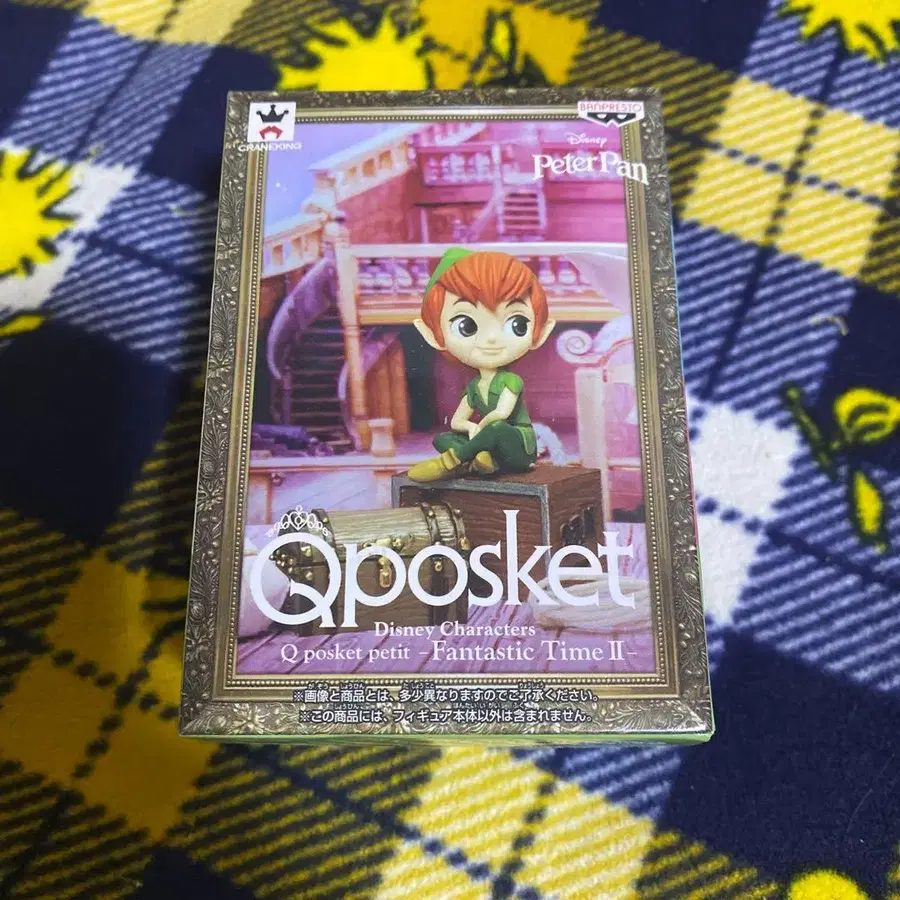 CRANEKING
BANPRESTO
Disney
Peter Pan
Qposket
Disney Characters
Q posket petit -Fantastic Time II-
※画像と商品とは、多少異なりますのでご了承ください。
※この商品には、フィギュア本体以外は含まれません。